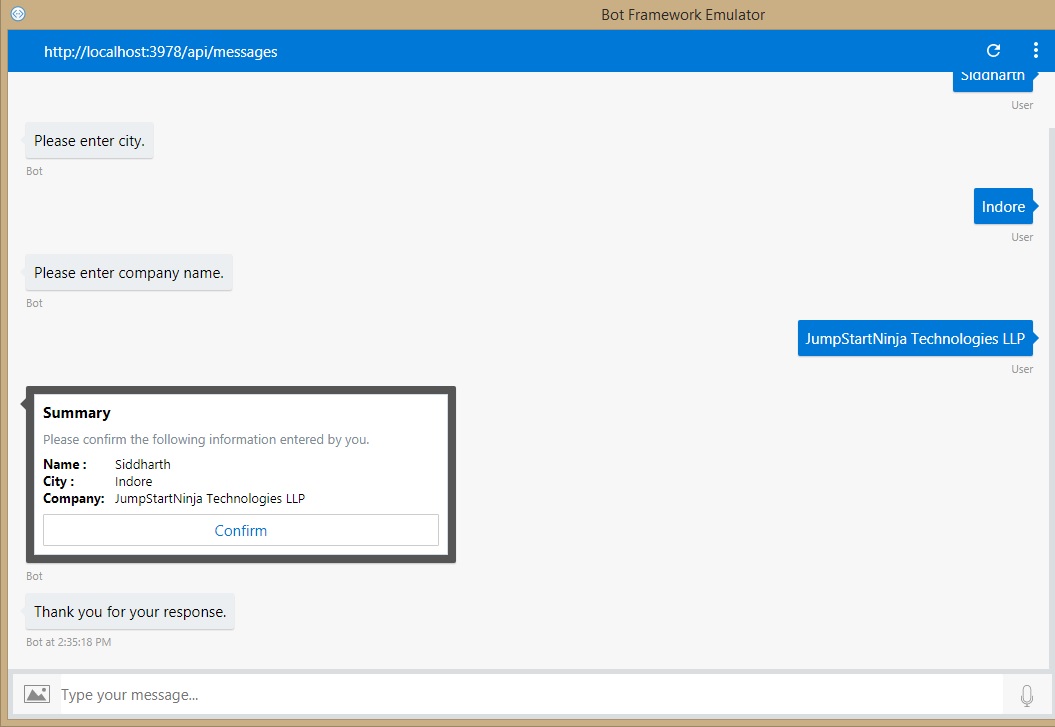 Bot Framework Emulator
http://localhost:3978/api/messages
Siddharth
User
Please enter city.
Bot
Indore
User
Please enter company name.
Bot
JumpStartNinja Technologies LLP
User
Summary
Please confirm the following information entered by you.
Name : Siddharth
City : Indore
Company: JumpStartNinja Technologies LLP
Confirm
Bot
Thank you for your response.
Bot at 2:35:18 PM
Type your message...